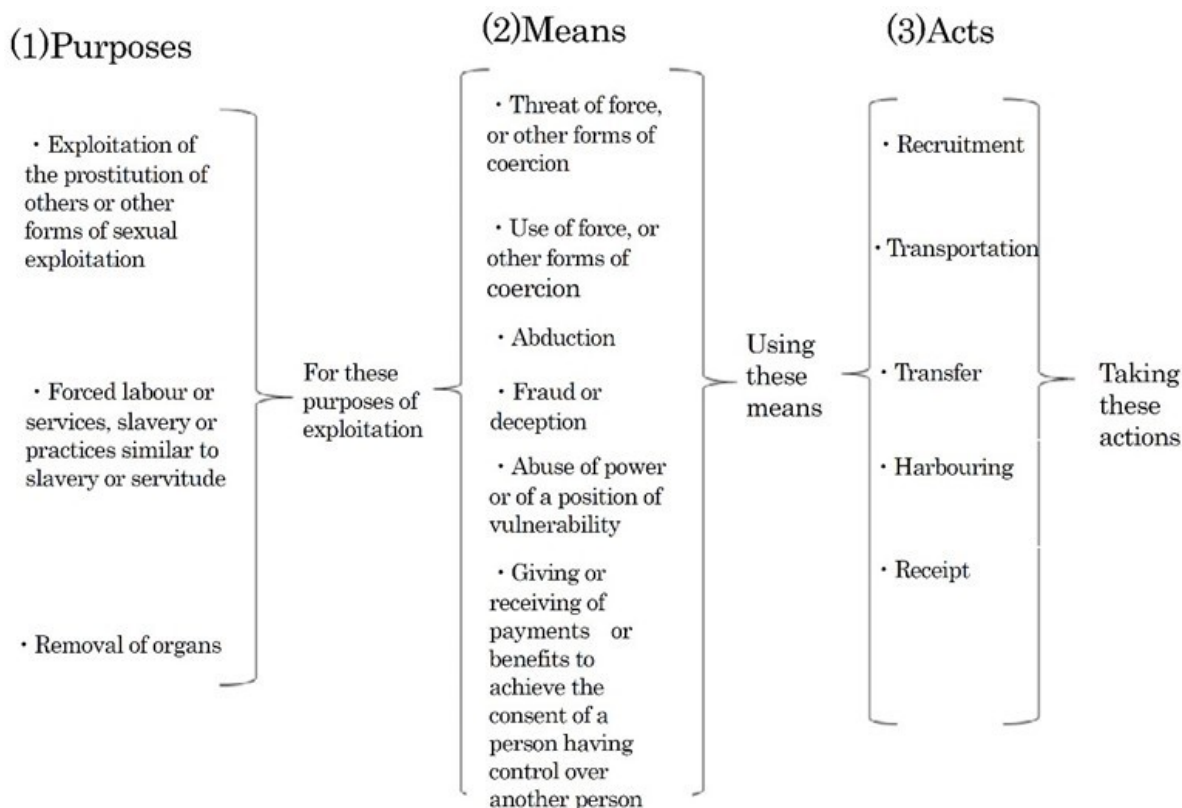 (1)Purposes
・Exploitation of
the prostitution of
others or other
forms of sexual
exploitation
・Forced labour or
services, slavery or
practices similar to
slavery or servitude
・Removal of organs
For these
purposes of
exploitation
(2)Means
・Threat of force,
or other forms of
coercion
・Use of force, or
other forms of
coercion
・Abduction
・Fraud or
deception
・Abuse of power
or of a position of
vulnerability
・Giving or
receiving of
payments or
benefits to
achieve the
consent of a
person having
control over
another person
Using
these
means
(3)Acts
・Recruitment
・Transportation
・Transfer
・Harbouring
・Receipt
Taking
these
actions